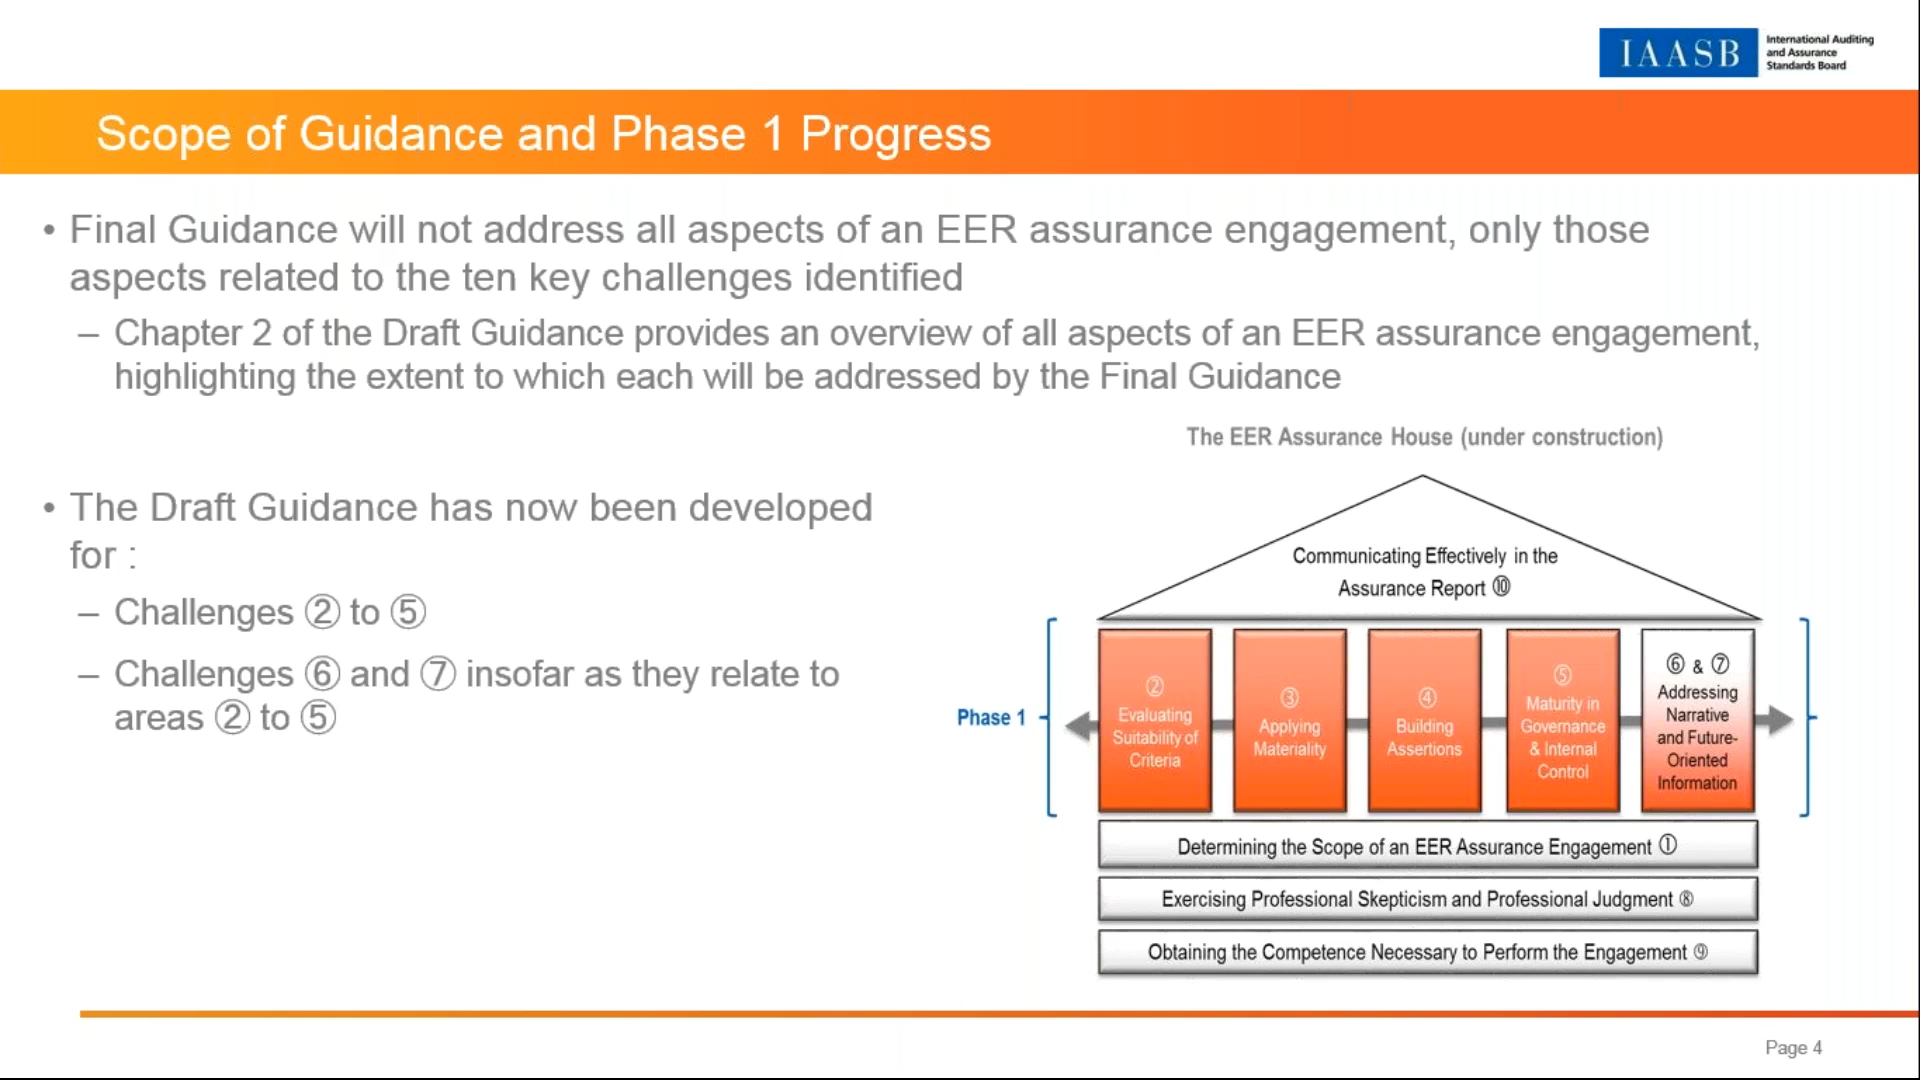 IAASB
International Auditing
and Assurance
Standards Board
Scope of Guidance and Phase 1 Progress
• Final Guidance will not address all aspects of an EER assurance engagement, only those
aspects related to the ten key challenges identified
– Chapter 2 of the Draft Guidance provides an overview of all aspects of an EER assurance engagement,
highlighting the extent to which each will be addressed by the Final Guidance
• The Draft Guidance has now been developed
for :
– Challenges ② to ⑤
– Challenges ⑥ and ⑦ insofar as they relate to
areas ② to ⑤
The EER Assurance House (under construction)
Communicating Effectively in the
Assurance Report ⑩
Phase 1
②
Evaluating
Suitability of
Criteria
③
Applying
Materiality
④
Building
Assertions
⑤
Maturity in
Governance
& Internal
Control
⑥ & ⑦
Addressing
Narrative
and Future-
Oriented
Information
Determining the Scope of an EER Assurance Engagement ①
Exercising Professional Skepticism and Professional Judgment ⑧
Obtaining the Competence Necessary to Perform the Engagement ⑨
Page 4